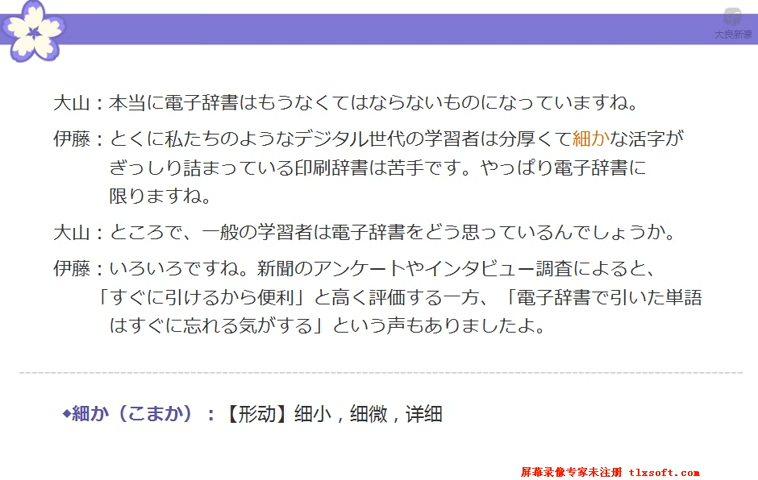 大良新濠
大山：本当に電子辞書はもうなくてはならないものになっていますね。
伊藤：とくに私たちのようなデジタル世代の学習者は分厚くて細かな活字が
ぎっしり詰まっている印刷辞書は苦手です。やっぱり電子辞書に
限りますね。
大山：ところで、一般の学習者は電子辞書をどう思っているんでしょうか。
伊藤：いろいろですね。新聞のアンケートやインタビュー調査によると、
「すぐに引けるから便利」と高く評価する一方、「電子辞書で引いた単語
はすぐに忘れる気がする」という声もありましたよ。
◆細か（こまか）：【形动】细小，细微，详细
屏幕录像专家未注册 tlxsoft.com